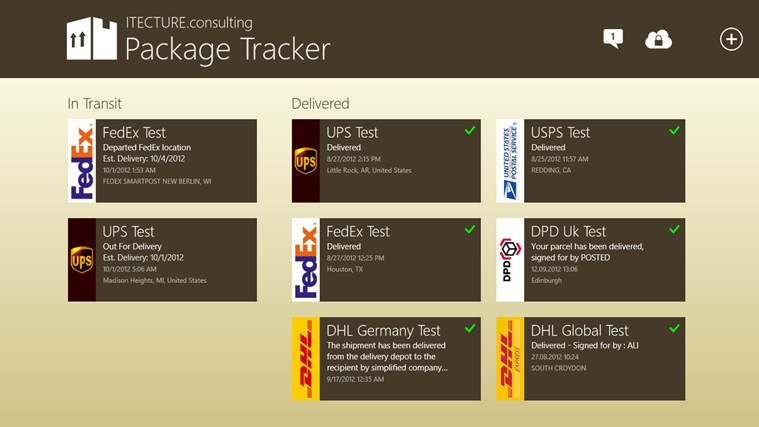 ITECTURE.consulting
Package Tracker
1
In Transit
FedEx
FedEx Test
Departed FedEx location
Est. Delivery: 10/4/2012
10/1/2012 1:53 AM
FEDEX SMARTPOST NEW BERLIN, WI
UPS
UPS Test
Out For Delivery
Est. Delivery: 10/1/2012
10/1/2012 5:06 AM
Madison Heights, MI, United States
Delivered
UPS
UPS Test
Delivered
8/27/2012 2:15 PM
Little Rock, AR, United States
UNITED STATES
POSTAL SERVICE®
USPS Test
Delivered
8/25/2012 11:57 AM
REDDING, CA
FedEx
FedEx Test
Delivered
8/27/2012 12:25 PM
Houston, TX
DPD
DPD Uk Test
Your parcel has been delivered,
signed for by POSTED
12.09.2012 13:06
Edinburgh
DHL
DHL Germany Test
The shipment has been delivered
from the delivery depot to the
recipient by simplified company...
9/17/2012 12:35 AM
DHL
DHL Global Test
Delivered - Signed for by : ALI
27.08.2012 10:24
SOUTH CROYDON